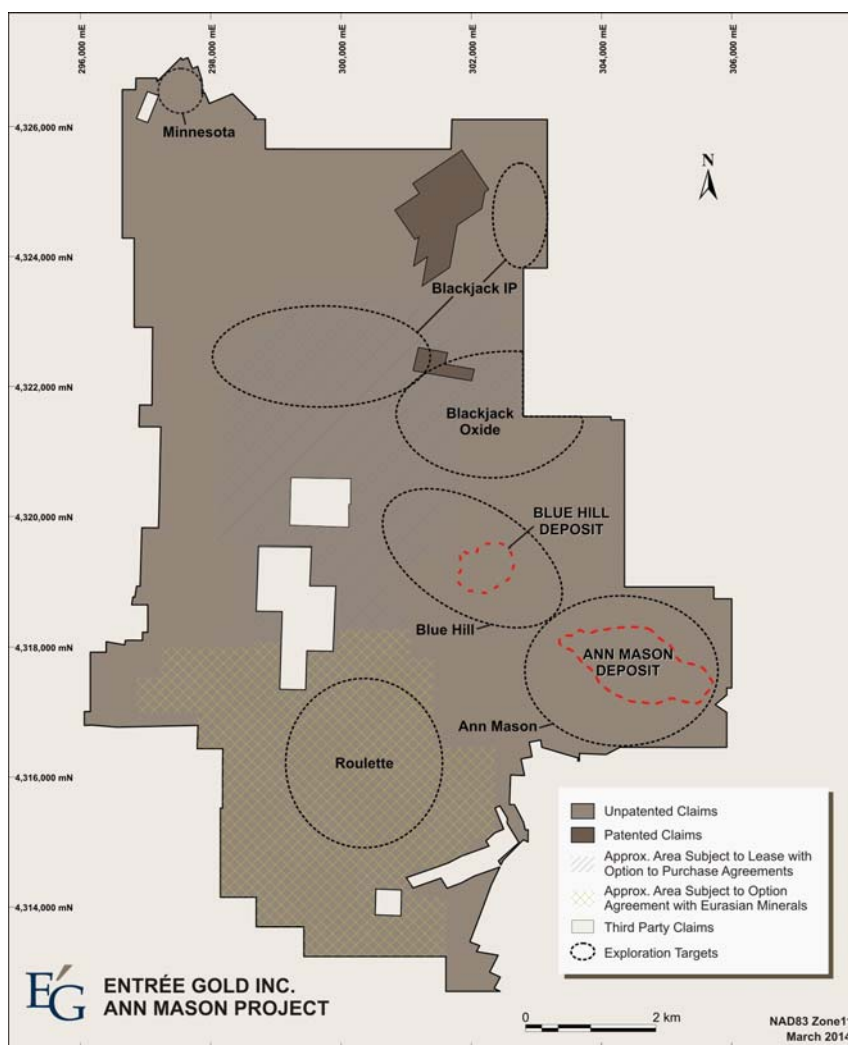 296,000 mE
298,000 mE
300,000 mE
302,000 mE
304,000 mE
306,000 mE
4,326,000 mN
4,324,000 mN
4,322,000 mN
4,320,000 mN
4,318,000 mN
4,316,000 mN
4,314,000 mN
Minnesota
N
Blackjack IP
Blackjack
Oxide
BLUE HILL
DEPOSIT
Blue Hill
ANN MASON
DEPOSIT
Ann Mason
Roulette
Unpatented Claims
Patented Claims
Approx. Area Subject to Lease with
Option to Purchase Agreements
Approx. Area Subject to Option
Agreement with Eurasian Minerals
Third Party Claims
Exploration Targets
EG
ENTRÉE GOLD INC.
ANN MASON PROJECT
0 2 km
NAD83 Zone11
March 2014